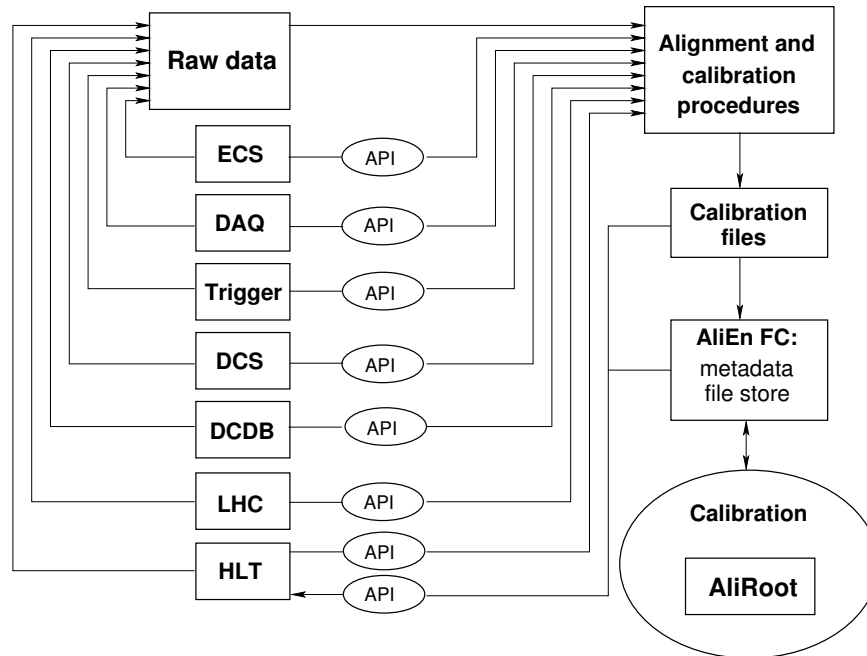 Raw data
Alignment and
calibration
procedures
ECS
API
DAQ
API
Calibration
files
Trigger
API
DCS
API
AliEn FC:
metadata
file store
DCDB
API
LHC
API
Calibration
HLT
API
API
AliRoot